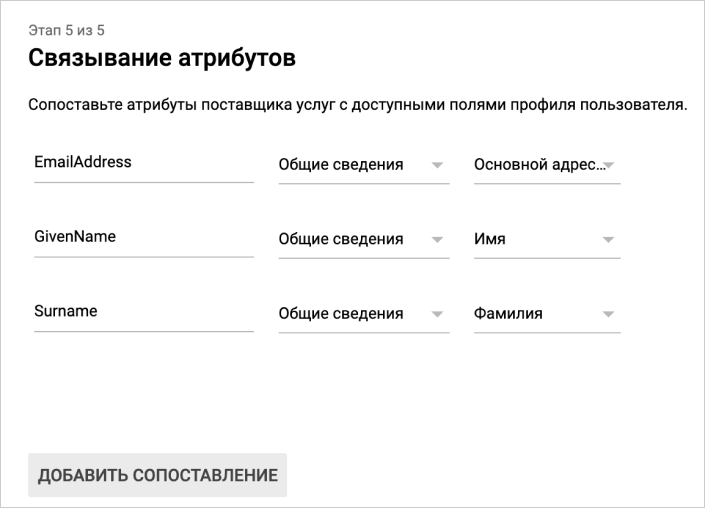 Этап 5 из 5
Связывание атрибутов
Сопоставьте атрибуты поставщика услуг с доступными полями профиля пользователя.
EmailAddress Общие сведения Основной адрес...
GivenName Общие сведения Имя
Surname Общие сведения Фамилия
ДОБАВИТЬ СОПОСТАВЛЕНИЕ